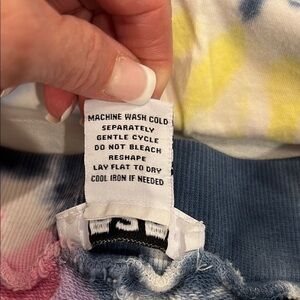 MACHINE WASH COLD
SEPARATELY
GENTLE CYCLE
DO NOT BLEACH
RESHAPE
LAY FLAT TO DRY
COOL IRON IF NEEDED